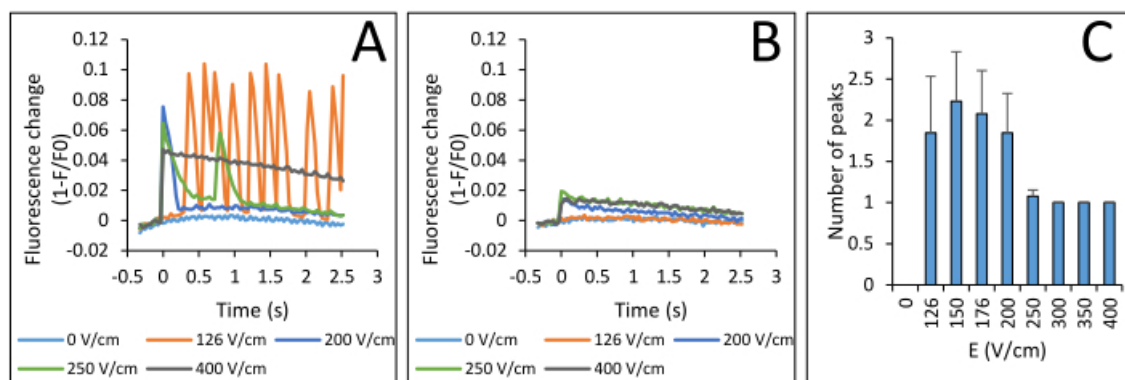 A
Fluorescence change
(1-F/F0)
0.12
0.1
0.08
0.06
0.04
0.02
0
-0.02
-0.5 0 0.5 1 1.5 2 2.5 3
Time (s)
0 V/cm 126 V/cm 200 V/cm
250 V/cm 400 V/cm
B
Fluorescence change
(1-F/F0)
0.12
0.1
0.08
0.06
0.04
0.02
0
-0.02
-0.5 0 0.5 1 1.5 2 2.5 3
Time (s)
0 V/cm 126 V/cm 200 V/cm
250 V/cm 400 V/cm
C
Number of peaks
3
2.5
2
1.5
1
0.5
0
0 126 150 176 200 250 300 350 400
E (V/cm)